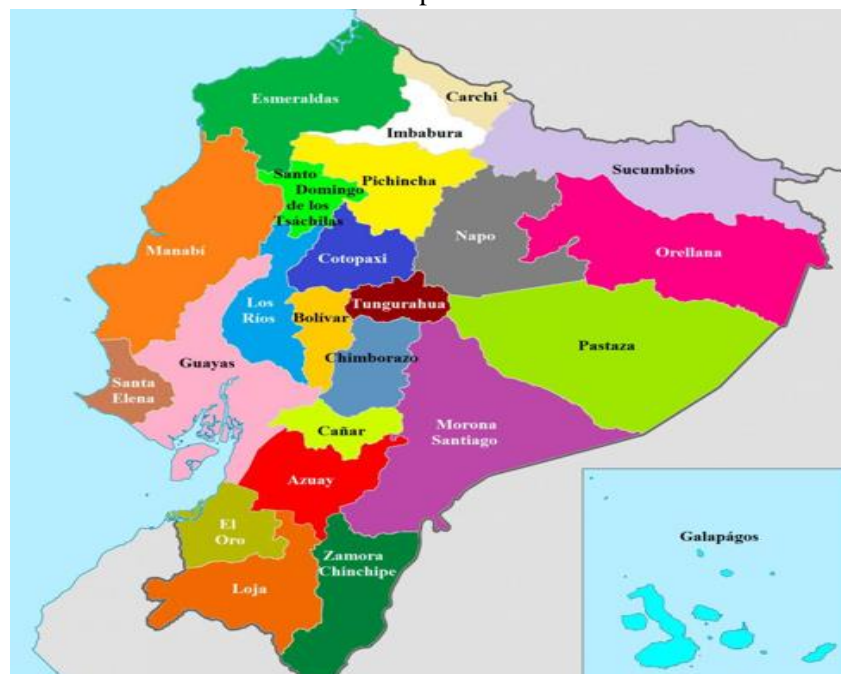 p
Esmeraldas
Carchi
Imbabura
Sucumbíos
Santo
Domingo
de los
Tsáchilas
Pichincha
Manabí
Napo
Orellana
Cotopaxi
Los
Ríos
Bolívar
Tungurahua
Guayas
Chimborazo
Pastaza
Santa
Elena
Cañar
Morona
Santiago
Azuay
El
Oro
Zamora
Chinchipe
Loja
Galapágos